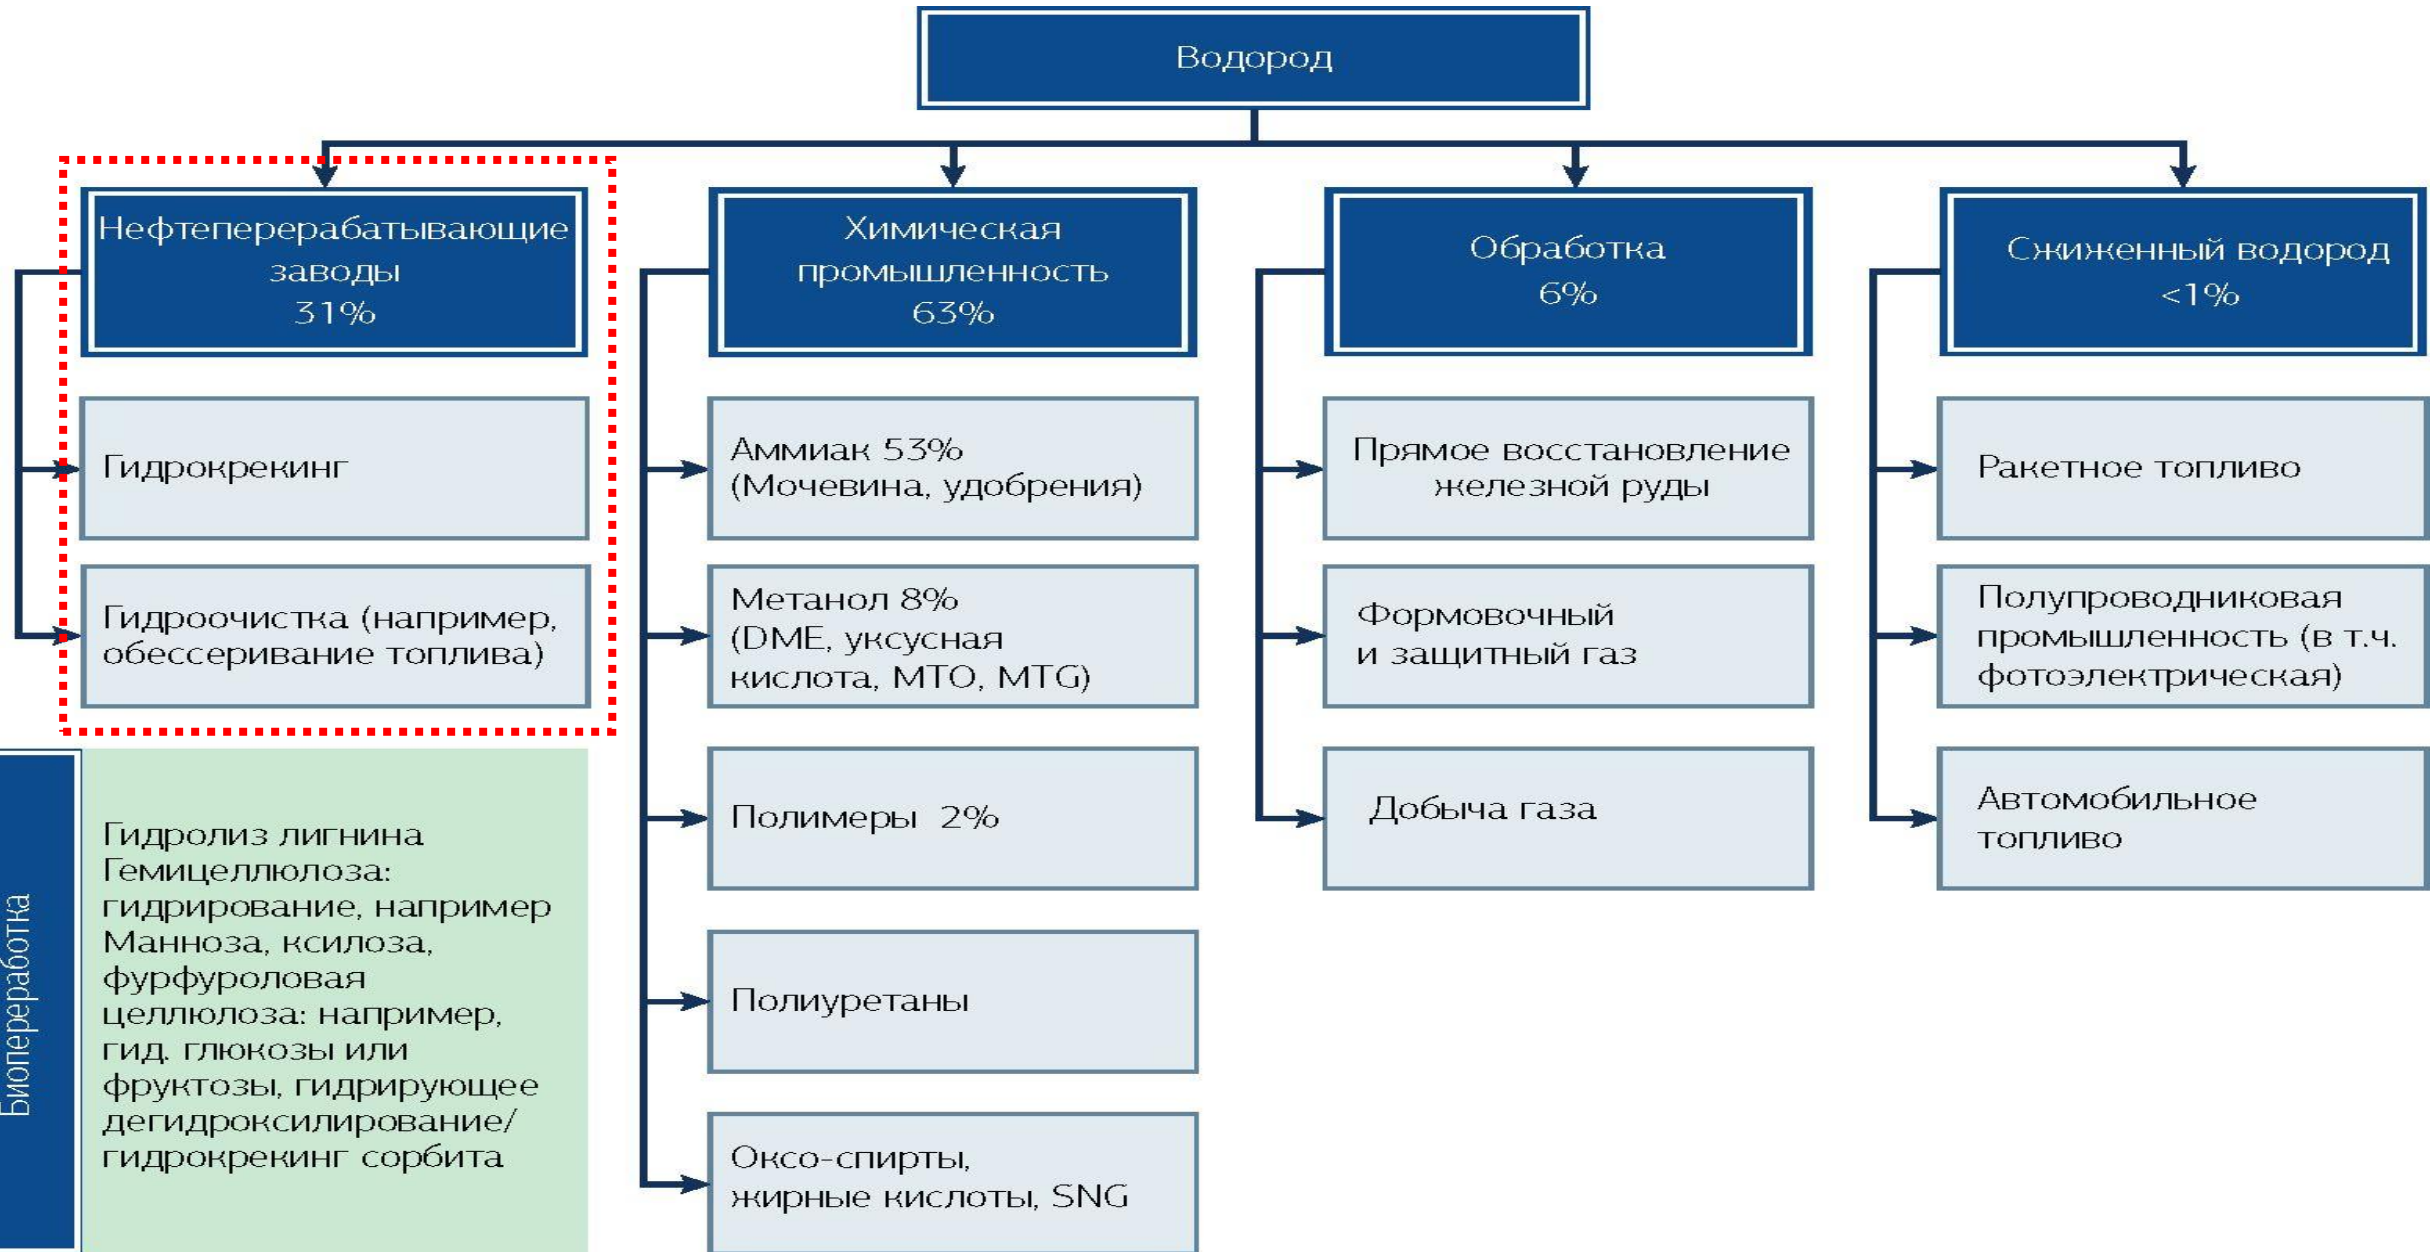 Водород
Нефтеперерабатывающие
заводы
31%
Гидрокрекинг
Гидроочистка (например,
обессеривание топлива)
Биопереработка
Гидролиз лигнина
Гемицеллюлоза:
гидрирование, например
Манноза, ксилоза,
фурфуроловая
целлюлоза: например,
гид. глюкозы или
фруктозы, гидрирующее
дегидроксилирование/
гидрокрекинг сорбита
Химическая
промышленность
63%
Аммиак 53%
(Мочевина, удобрения)
Метанол 8%
(DME, уксусная
кислота, МТО, MTG)
Полимеры 2%
Полиуретаны
Оксо-спирты,
жирные кислоты, SNG
Обработка
6%
Прямое восстановление
железной руды
Формовочный
и защитный газ
Добыча газа
Сжиженный водород
<1%
Ракетное топливо
Полупроводниковая
промышленность (в т.ч.
фотоэлектрическая)
Автомобильное
топливо